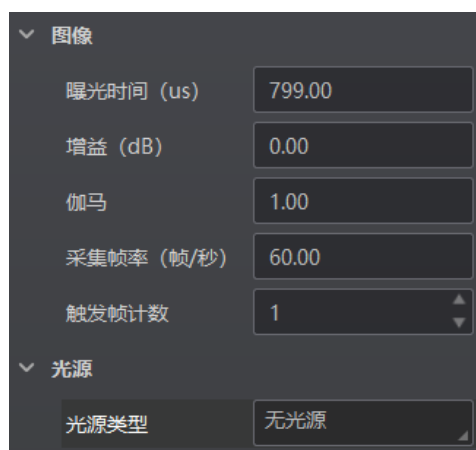 图像
曝光时间（us） 799.00
增益（dB） 0.00
伽马 1.00
采集帧率（帧/秒） 60.00
触发帧计数 1
光源
光源类型 无光源